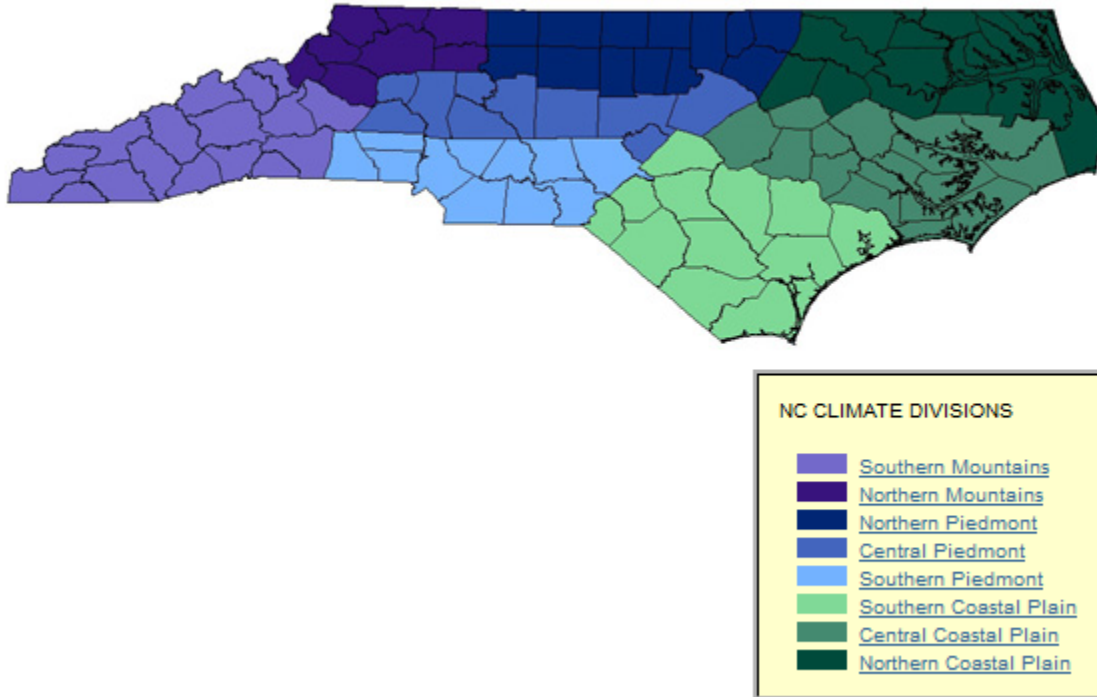 NC CLIMATE DIVISIONS
Southern Mountains
Northern Mountains
Northern Piedmont
Central Piedmont
Southern Piedmont
Southern Coastal Plain
Central Coastal Plain
Northern Coastal Plain